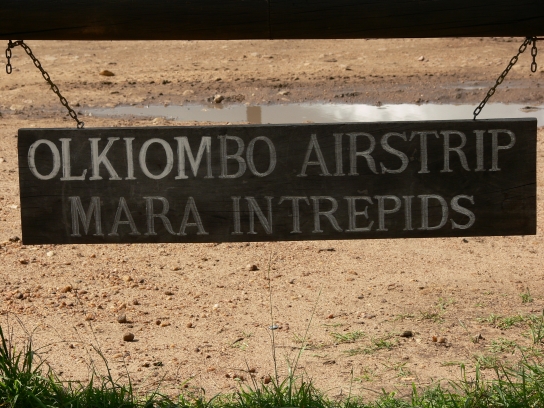 OLKIOMBO AIRSTRIP
MARA INTREPIDS